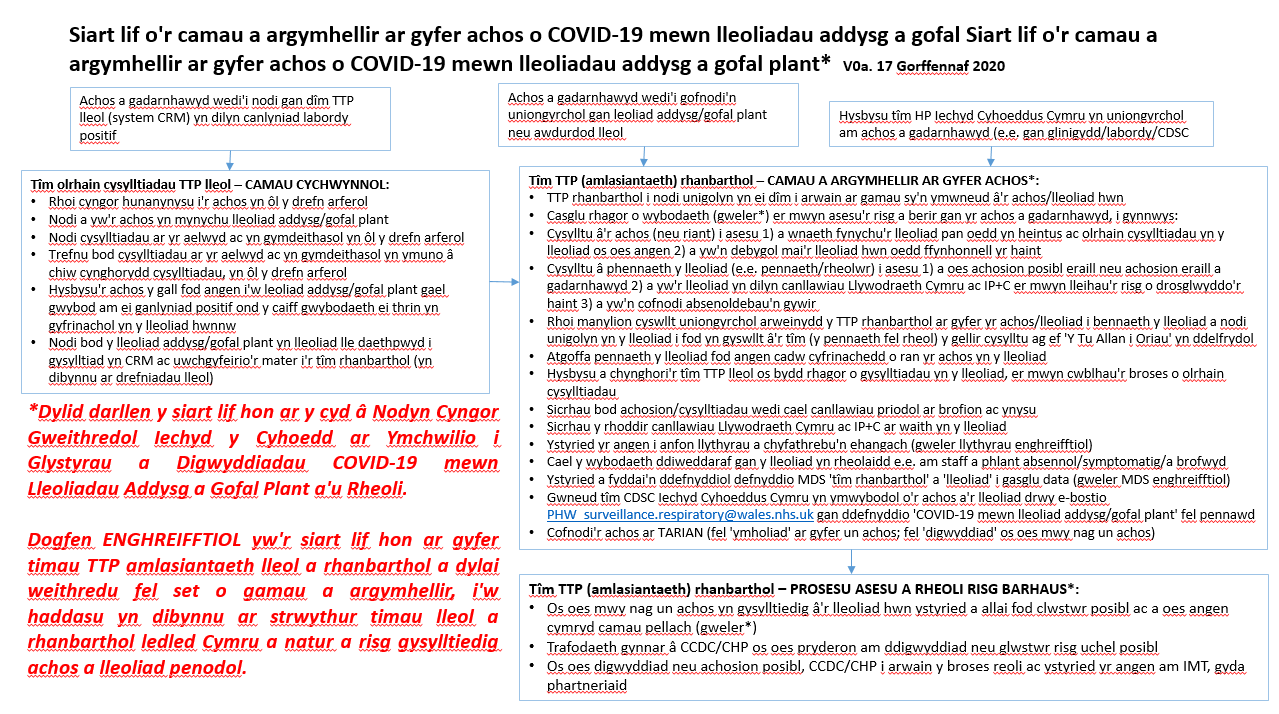 Siart lif o'r camau a argymhellir ar gyfer achos o COVID-19 mewn lleoliadau addysg a gofal Siart lif o'r camau a
argymhellir ar gyfer achos o COVID-19 mewn lleoliadau addysg a gofal plant* V0a. 17 Gorffennaf 2020
Achos a gadarnhawyd wedi'i nodi gan dîm TTP
lleol (system CRM) yn dilyn canlyniad labordy
positif
Achos a gadarnhawyd wedi'i gofnodi'n
uniongyrchol gan leoliad addysg/gofal plant
neu awdurdod lleol
Hysbysu tîm HP Iechyd Cyhoeddus Cymru yn uniongyrchol
am achos a gadarnhawyd (e.e. gan glinigydd/labordy/CDSC
Tîm olrhain cysylltiadau TTP lleol – CAMAU CYCHWYNNOL:
• Rhoi cyngor hunanynysu i'r achos yn ôl y drefn arferol
• Nodi a yw'r achos yn mynychu lleoliad addysg/gofal plant
• Nodi cysylltiadau ar yr aelwyd ac yn gymdeithasol yn ôl y drefn arferol
• Trefnu bod cysylltiadau ar yr aelwyd ac yn gymdeithasol yn ymuno â
chiw cynghorydd cysylltiadau, yn ôl y drefn arferol
• Hysbysu'r achos y gall fod angen i'w leoliad addysg/gofal plant gael
gwybod am ei ganlyniad positif ond y caiff gwybodaeth ei thrin yn
gyfrinachol yn y lleoliad hwnnw
• Nodi bod y lleoliad addysg/gofal plant yn lleoliad lle daethpwyd i
gysylltiad yn CRM ac uwchgyfeirio'r mater i'r tîm rhanbarthol (yn
dibynnu ar drefniadau lleol)
*Dylid darllen y siart lif hon ar y cyd â Nodyn Cyngor
Gweithredol Iechyd y Cyhoedd ar Ymchwilio i
Glystyrau a Digwyddiadau COVID-19 mewn
Lleoliadau Addysg a Gofal Plant a'u Rheoli.
Dogfen ENGHREIFFTIOL yw'r siart lif hon ar gyfer
timau TTP amlasiantaeth lleol a rhanbarthol a dylai
weithredu fel set o gamau a argymhellir, i'w
haddasu yn dibynnu ar strwythur timau lleol a
rhanbarthol ledled Cymru a natur a risg gysylltiedig
achos a lleoliad penodol.
Tîm TTP (amlasiantaeth) rhanbarthol – CAMAU A ARGYMHELLIR AR GYFER ACHOS*:
• TTP rhanbarthol i nodi unigolyn yn ei dîm i arwain ar gamau sy'n ymwneud â'r achos/lleoliad hwn
• Casglu rhagor o wybodaeth (gweler*) er mwyn asesu'r risg a berir gan yr achos a gadarnhawyd, i gynnwys:
• Cysylltu â'r achos (neu riant) i asesu 1) a wnaeth fynychu'r lleoliad pan oedd yn heintus ac olrhain cysylltiadau yn y
lleoliad os oes angen 2) a yw'n debygol mai'r lleoliad hwn oedd ffynhonnell yr haint
• Cysylltu â phennaeth y lleoliad (e.e. pennaeth/rheolwr) i asesu 1) a oes achosion posibl eraill neu achosion eraill a
gadarnhawyd 2) a yw'r lleoliad yn dilyn canllawiau Llywodraeth Cymru ac IP+C er mwyn lleihau'r risg o drosglwyddo'r
haint 3) a yw'n cofnodi absenoldebau'n gywir
• Rhoi manylion cyswllt uniongyrchol arweinydd y TTP rhanbarthol ar gyfer yr achos/lleoliad i bennaeth y lleoliad a nodi
unigolyn yn y lleoliad i fod yn gyswllt â'r tîm (y pennaeth fel rheol) y gellir cysylltu ag ef 'Y Tu Allan i Oriau' yn ddelfrydol
• Atgoffa pennaeth y lleoliad fod angen cadw cyfrinachedd o ran yr achos yn y lleoliad
• Hysbysu a chynghori'r tîm TTP lleol os bydd rhagor o gysylltiadau yn y lleoliad, er mwyn cwblhau'r broses o olrhain
cysylltiadau
• Sicrhau bod achosion/cysylltiadau wedi cael canllawiau priodol ar brofion ac ynysu
• Sicrhau y rhoddir canllawiau Llywodraeth Cymru ac IP+C ar waith yn y lleoliad
• Ystyried yr angen i anfon llythyrau a chyfathrebu'n ehangach (gweler llythyrau enghreifftiol)
• Cael y wybodaeth ddiweddaraf gan y lleoliad yn rheolaidd e.e. am staff a phlant absennol/symptomatig/a brofwyd
• Ystyried a fyddai'n ddefnyddiol defnyddio MDS 'tîm rhanbarthol' a 'lleoliad' i gasglu data (gweler MDS enghreifftiol)
• Gwneud tîm CDSC Iechyd Cyhoeddus Cymru yn ymwybodol o'r achos a'r lleoliad drwy e-bostio
PHW_surveillance.respiratory@wales.nhs.uk gan ddefnyddio 'COVID-19 mewn lleoliad addysg/gofal plant' fel pennawd
• Cofnodi'r achos ar TARIAN (fel 'ymholiad' ar gyfer un achos; fel 'digwyddiad' os oes mwy nag un achos)
Tîm TTP (amlasiantaeth) rhanbarthol – PROSESU ASESU A RHEOLI RISG BARHAUS*:
• Os oes mwy nag un achos yn gysylltiedig â'r lleoliad hwn ystyried a allai fod clwstwr posibl ac a oes angen
cymryd camau pellach (gweler*)
• Trafodaeth gynnar â CCDC/CHP os oes pryderon am ddigwyddiad neu glwstwr risg uchel posibl
• Os oes digwyddiad neu achosion posibl, CCDC/CHP i arwain y broses reoli ac ystyried yr angen am IMT, gyda
phartneriaid